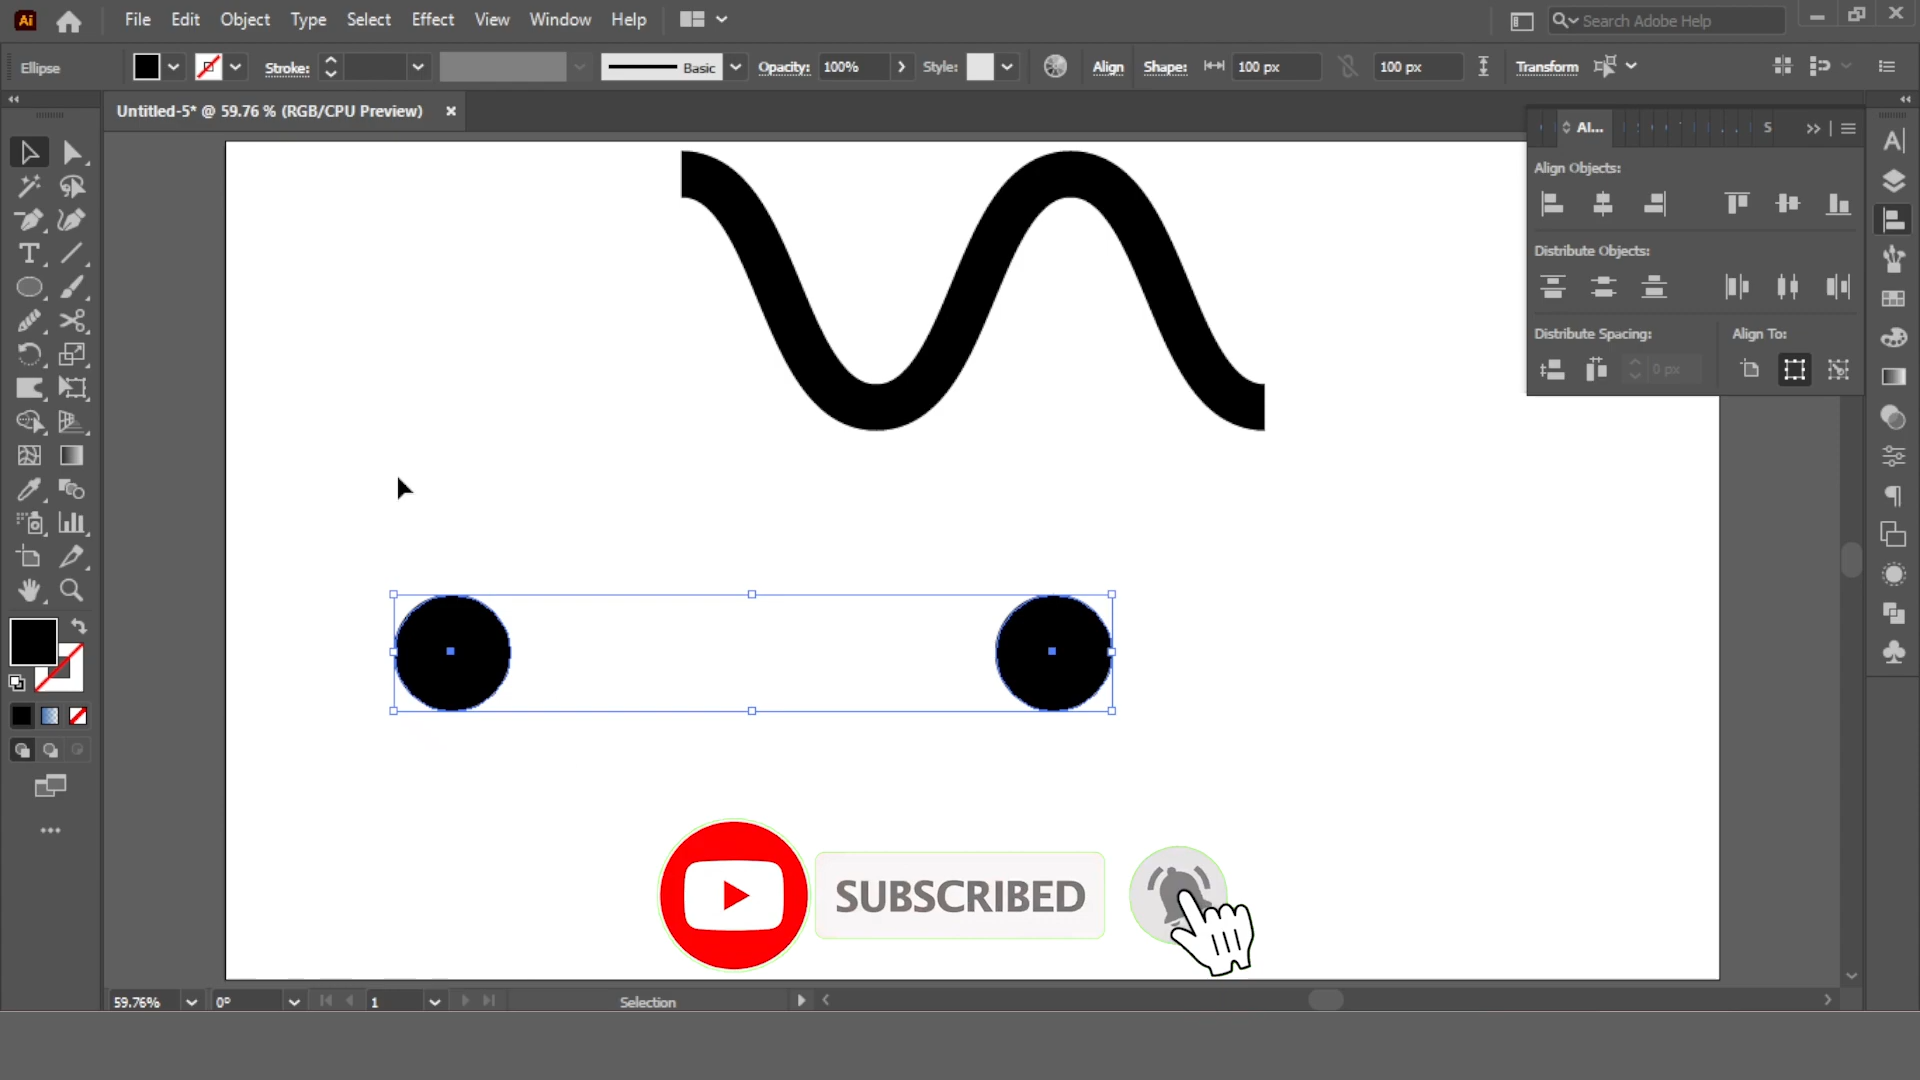 Ai File Edit Object Type Select Effect View Window Help Search Adobe Help
Ellipse Stroke: Basic Opacity: 100% Style: Align Shape: 100 px 100 px Transform
Untitled-5* @ 59.76 % (RGB/CPU Preview)
Al... S
Align Objects:
Distribute Objects:
Distribute Spacing: Align To:
0 px
SUBSCRIBED
59.76% 0° 1 Selection